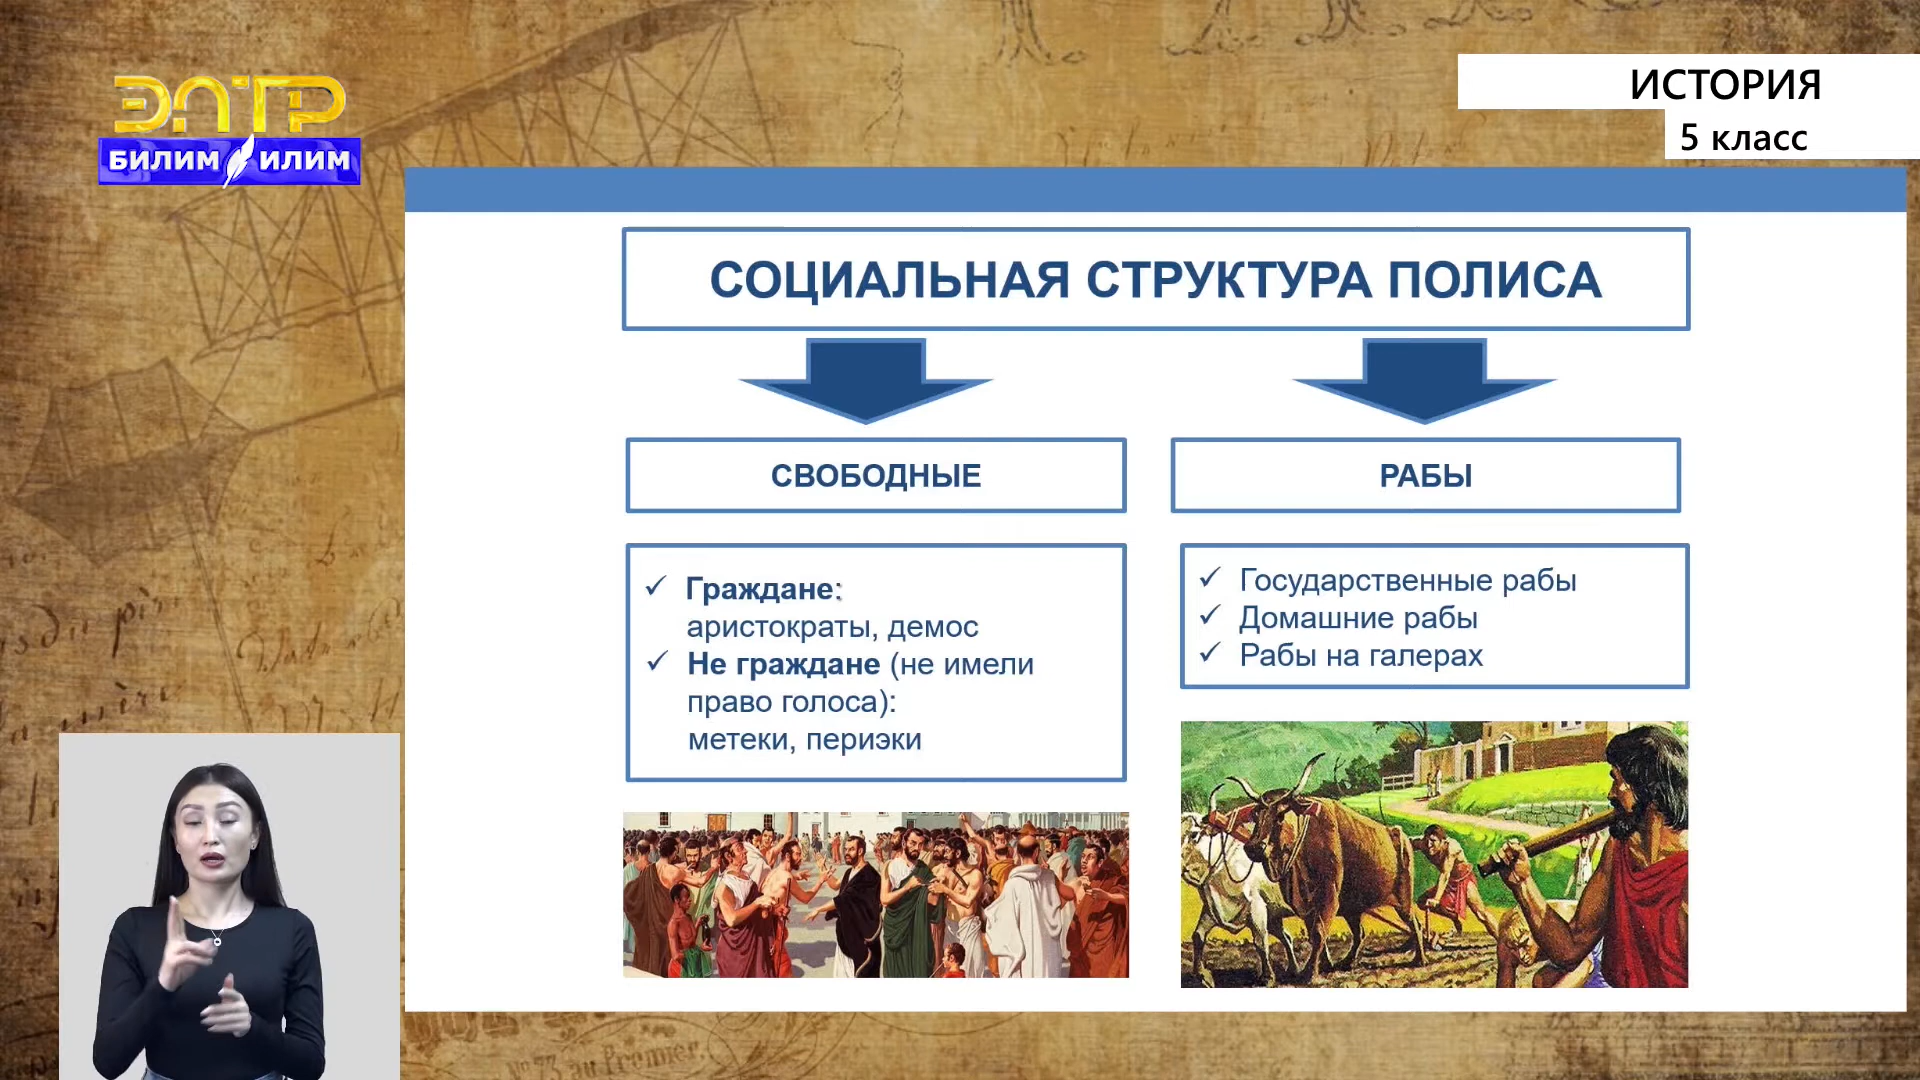 ЭЛТР
БИЛИМ ИЛИМ
ИСТОРИЯ
5 класс
СОЦИАЛЬНАЯ СТРУКТУРА ПОЛИСА
СВОБОДНЫЕ
РАБЫ
✓ Граждане:
аристократы, демос
✓ Не граждане (не имели
право голоса):
метеки, периэки
✓ Государственные рабы
✓ Домашние рабы
✓ Рабы на галерах